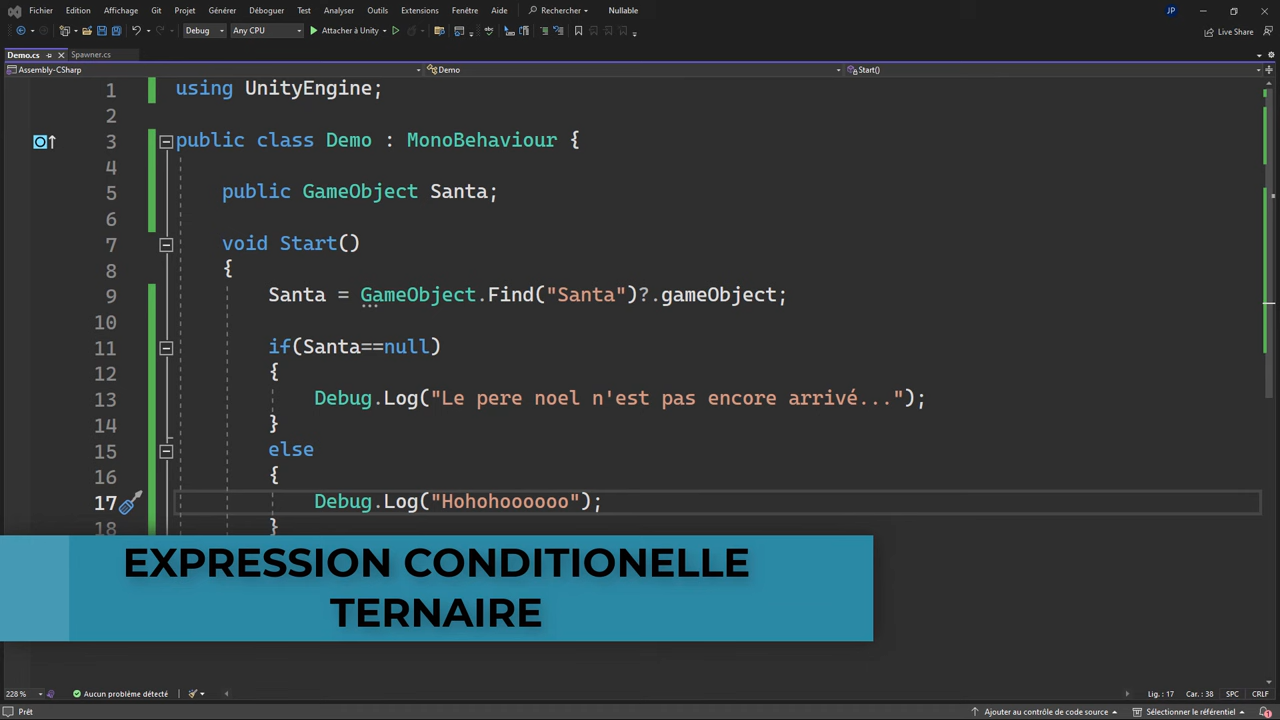 Fichier Edition Affichage Git Projet Générer Déboguer Test Analyser Outils Extensions Fenêtre Aide Rechercher Nullable JP
Debug Any CPU Attacher à Unity Live Share
Demo.cs Spawner.cs
Assembly-CSharp Demo Start()
1 using UnityEngine;
2
3 public class Demo : MonoBehaviour {
4
5 public GameObject Santa;
6
7 void Start()
8 {
9 Santa = GameObject.Find("Santa")?.gameObject;
10
11 if(Santa==null)
12 {
13 Debug.Log("Le pere noel n'est pas encore arrivé...");
14 }
15 else
16 {
17 Debug.Log("Hohohoooooo");
18 }
EXPRESSION CONDITIONELLE
TERNAIRE
228 % Aucun problème détecté Lig. : 17 Car. : 38 SPC CRLF
Prêt Ajouter au contrôle de code source Sélectionner le référentiel 1